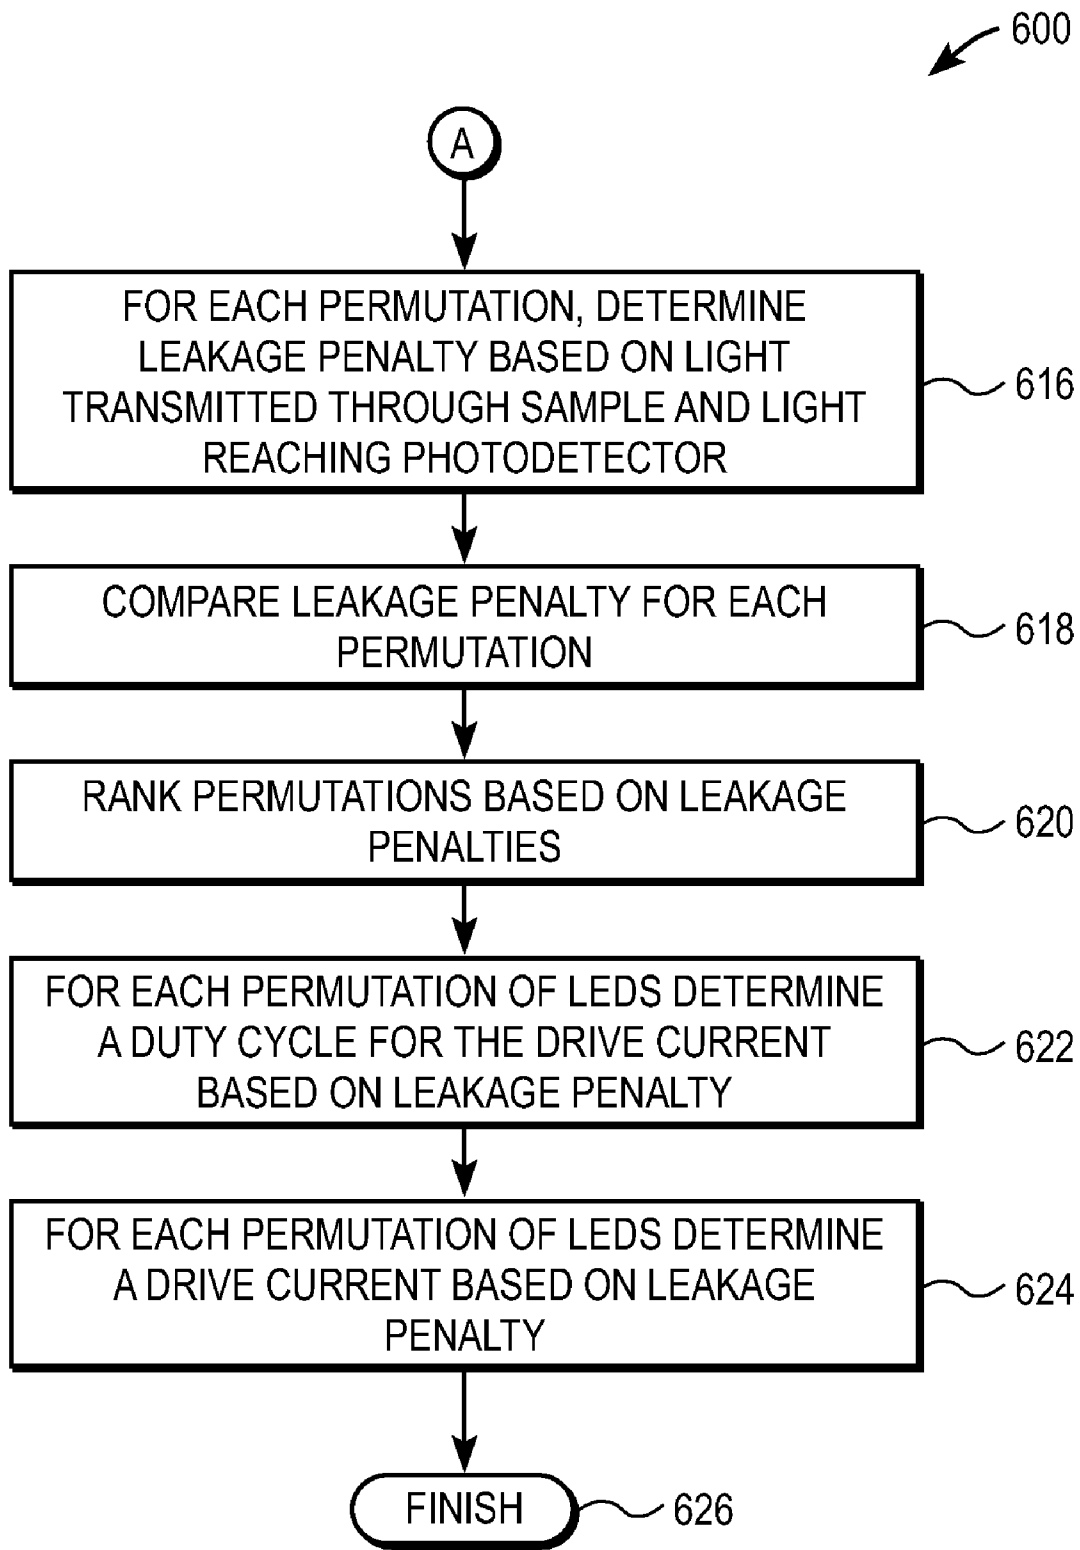 600
A
FOR EACH PERMUTATION, DETERMINE
LEAKAGE PENALTY BASED ON LIGHT
TRANSMITTED THROUGH SAMPLE AND LIGHT
REACHING PHOTODETECTOR
616
COMPARE LEAKAGE PENALTY FOR EACH
PERMUTATION
618
RANK PERMUTATIONS BASED ON LEAKAGE
PENALTIES
620
FOR EACH PERMUTATION OF LEDS DETERMINE
A DUTY CYCLE FOR THE DRIVE CURRENT
BASED ON LEAKAGE PENALTY
622
FOR EACH PERMUTATION OF LEDS DETERMINE
A DRIVE CURRENT BASED ON LEAKAGE
PENALTY
624
FINISH
626